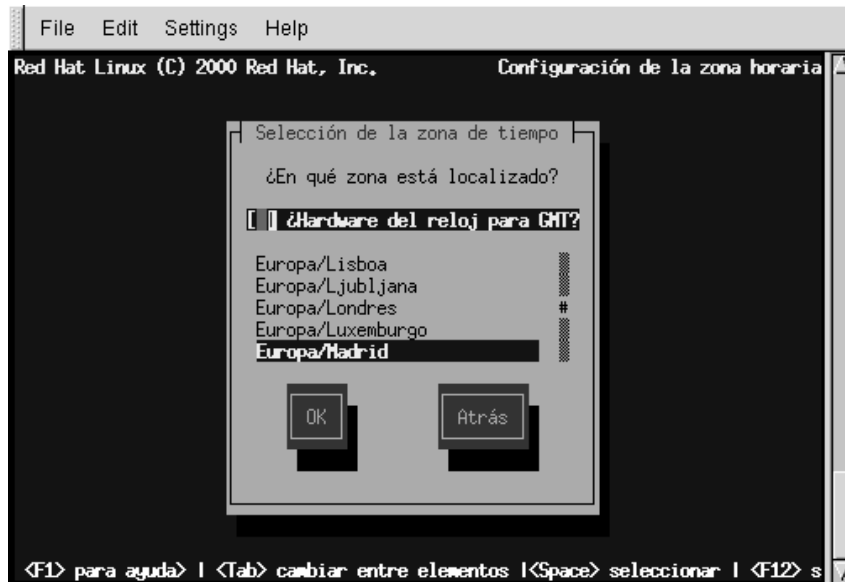 File Edit Settings Help
Red Hat Linux (C) 2000 Red Hat, Inc. Configuración de la zona horaria
Selección de la zona de tiempo
¿En qué zona está localizado?
[ ] ¿Hardware del reloj para GMT?
Europa/Lisboa
Europa/Ljubljana
Europa/Londres #
Europa/Luxemburgo
Europa/Madrid
OK Atrás
<F1> para ayuda> | <Tab> cambiar entre elementos |<Space> seleccionar | <F12> s